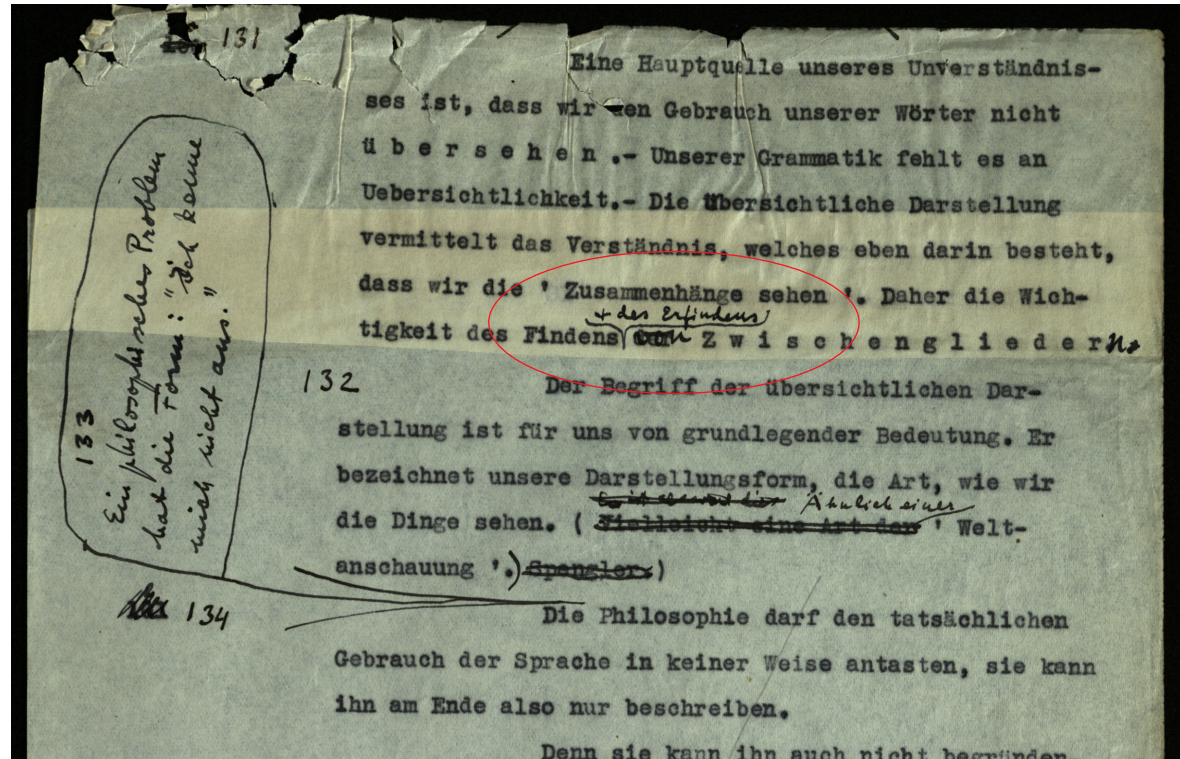 131
Eine Hauptquelle unseres Unverständnis-
ses ist, dass wir den Gebrauch unserer Wörter nicht
ü b e r s e h e n .- Unserer Grammatik fehlt es an
Uebersichtlichkeit.- Die übersichtliche Darstellung
vermittelt das Verständnis, welches eben darin besteht,
dass wir die ' Zusammenhänge sehen '. Daher die Wich-
+ des Erfindens
tigkeit des Findens von Z w i s c h e n g l i e d e r n.
132
Der Begriff der übersichtlichen Dar-
stellung ist für uns von grundlegender Bedeutung. Er
bezeichnet unsere Darstellungsform, die Art, wie wir
Ähnlich einer
die Dinge sehen. ( Vielleicht eine Art der ' Welt-
anschauung '.) Spengler.)
133
Ein philosophisches Problem
hat die Form: "Ich kenne
mich nicht aus."
134
Die Philosophie darf den tatsächlichen
Gebrauch der Sprache in keiner Weise antasten, sie kann
ihn am Ende also nur beschreiben.
Denn sie kann ihn auch nicht begründen